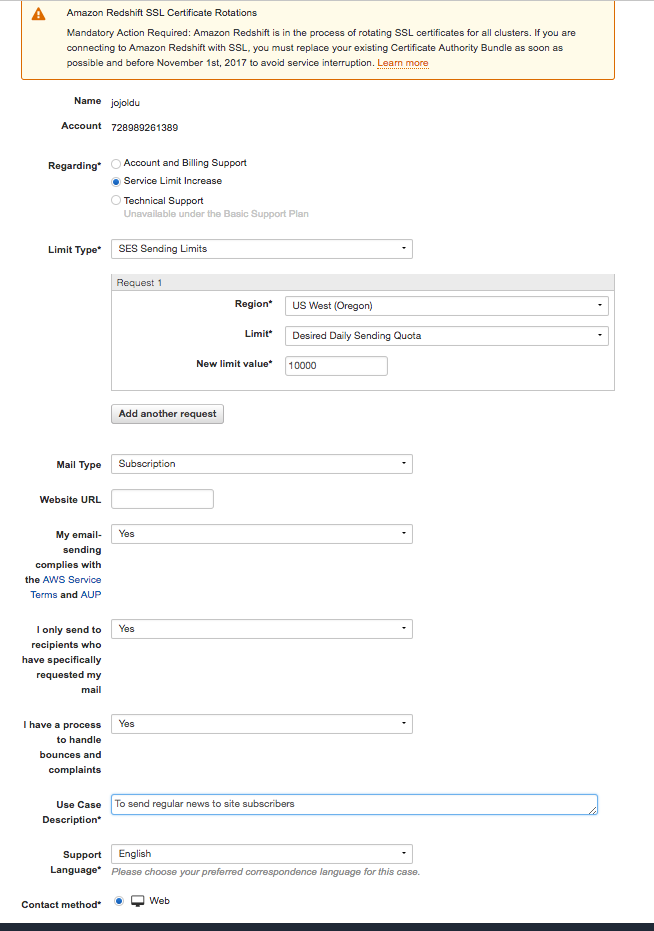 Amazon Redshift SSL Certificate Rotations
Mandatory Action Required: Amazon Redshift is in the process of rotating SSL certificates for all clusters. If you are
connecting to Amazon Redshift with SSL, you must replace your existing Certificate Authority Bundle as soon as
possible and before November 1st, 2017 to avoid service interruption. Learn more
Name jojoldu
Account 728989261389
Regarding* Account and Billing Support
Service Limit Increase
Technical Support
Unavailable under the Basic Support Plan
Limit Type* SES Sending Limits
Request 1
Region* US West (Oregon)
Limit* Desired Daily Sending Quota
New limit value* 10000
Add another request
Mail Type Subscription
Website URL
My email- Yes
sending
complies with
the AWS Service
Terms and AUP
I only send to Yes
recipients who
have specifically
requested my
mail
I have a process Yes
to handle
bounces and
complaints
Use Case To send regular news to site subscribers
Description*
Support English
Language* Please choose your preferred correspondence language for this case.
Contact method* Web